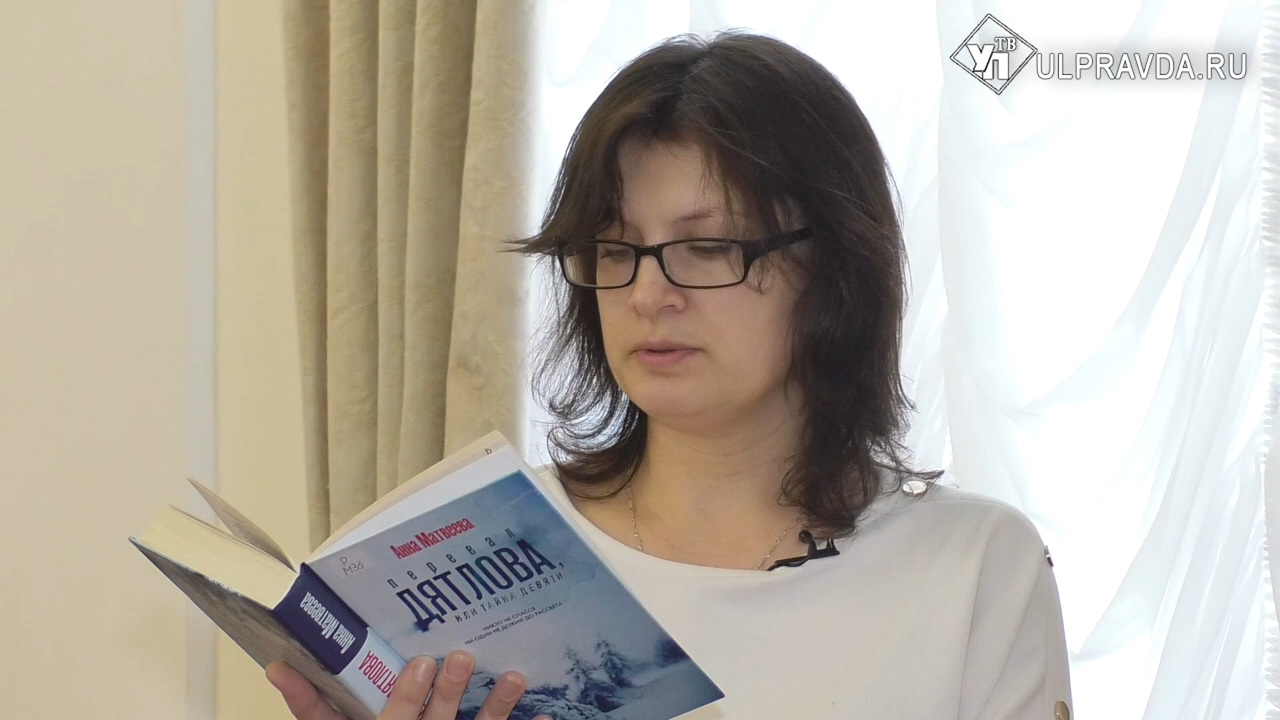 ТВ
УП
ULPRAVDA.RU
Р
М33
Анна Матвеева
перевал
ДЯТЛОВА,
ИЛИ ТАЙНА ДЕВЯТИ
НИКТО НЕ СПАССЯ
НИ ОДИН НЕ ДОЖИЛ ДО РАССВЕТА
Анна Матвеева
ДЯТЛОВА